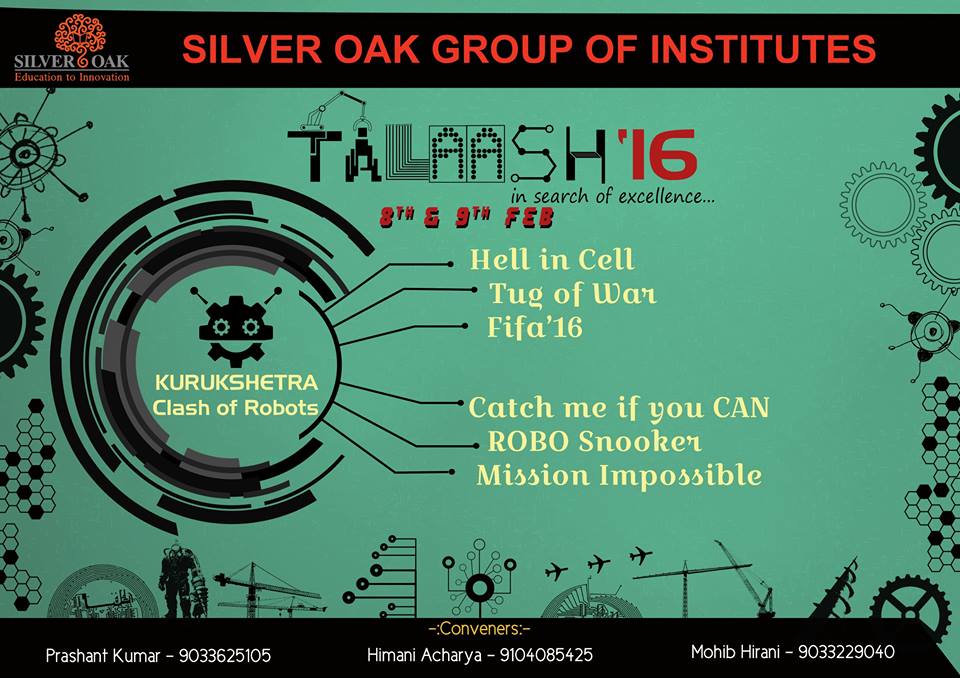 SILVER OAK
Education to Innovation
SILVER OAK GROUP OF INSTITUTES
TALAASH '16
in search of excellence...
8TH & 9TH FEB
Hell in Cell
Tug of War
Fifa'16
KURUKSHETRA
Clash of Robots
Catch me if you CAN
ROBO Snooker
Mission Impossible
-:Conveners:-
Prashant Kumar - 9033625105
Himani Acharya - 9104085425
Mohib Hirani - 9033229040